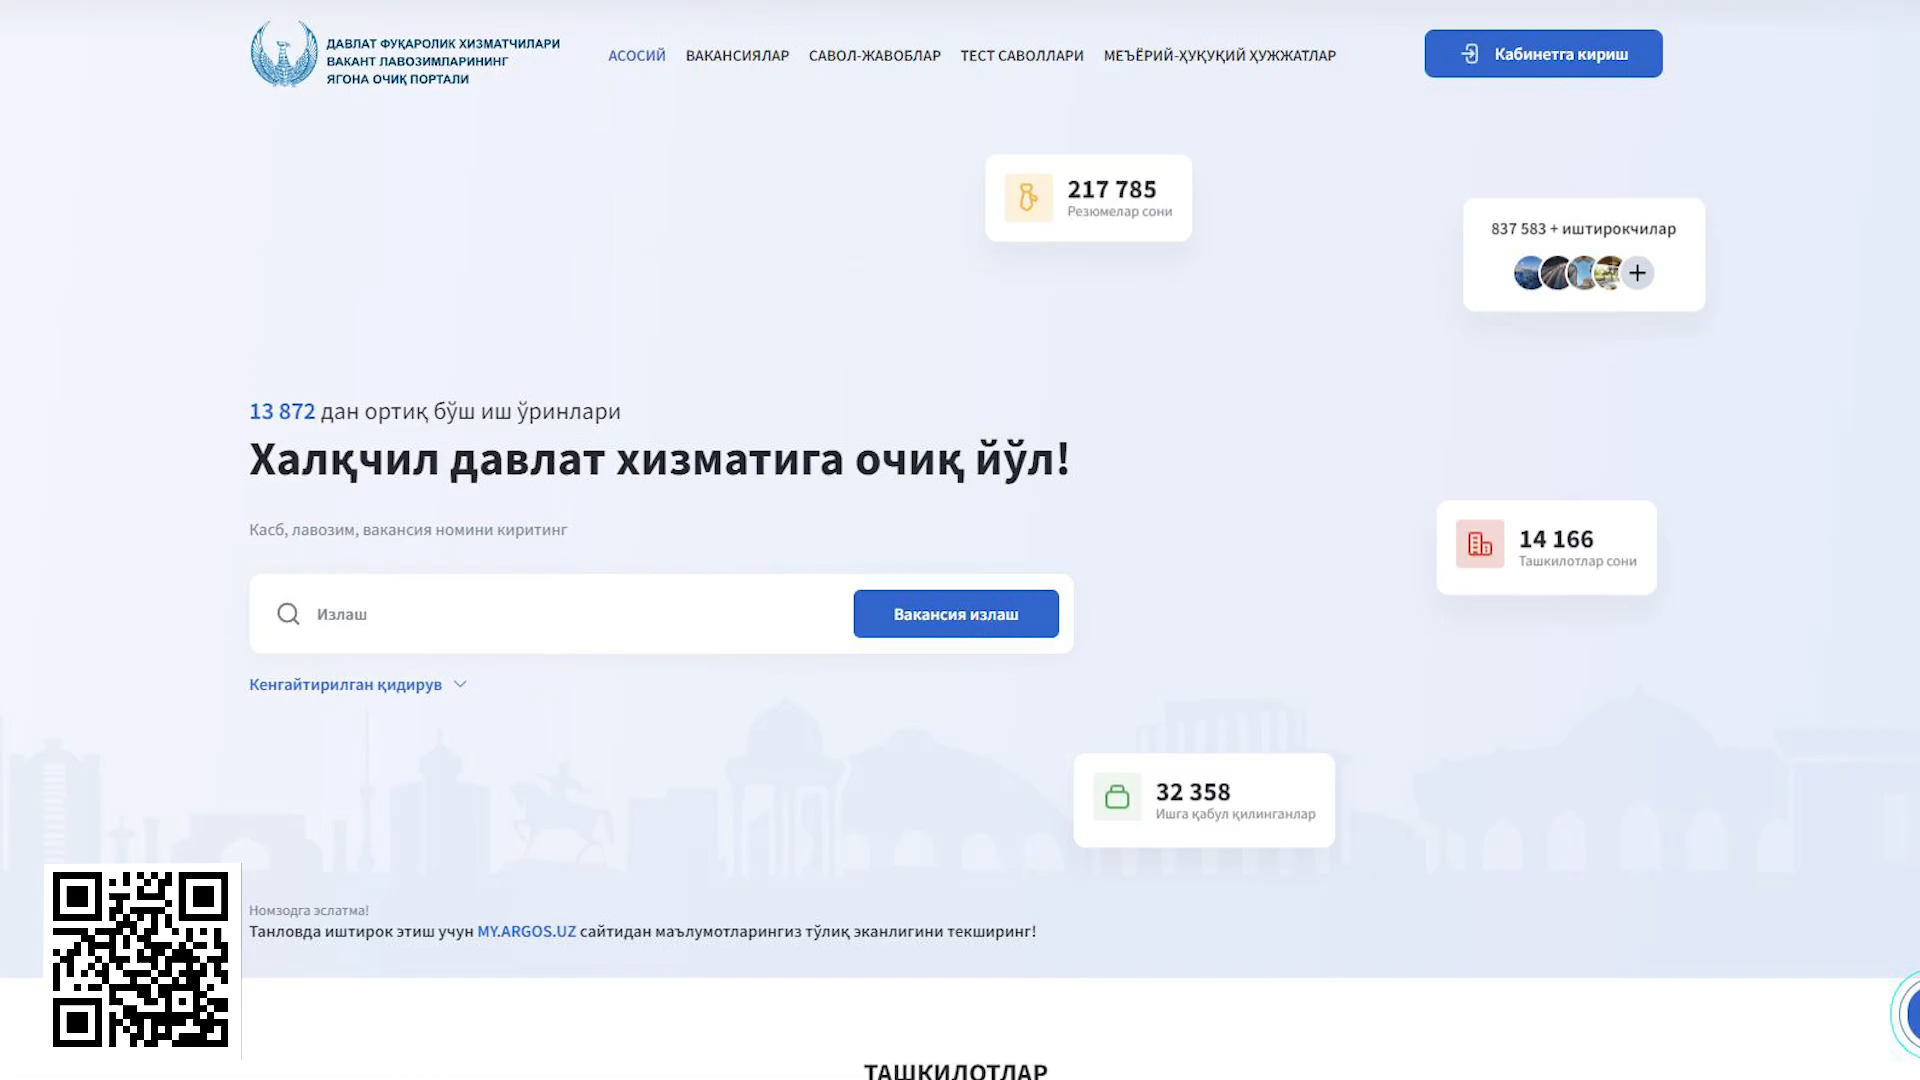 ДАВЛАТ ФУҚАРОЛИК ХИЗМАТЧИЛАРИ
ВАКАНТ ЛАВОЗИМЛАРИНИНГ
ЯГОНА ОЧИҚ ПОРТАЛИ
АСОСИЙ ВАКАНСИЯЛАР САВОЛ-ЖАВОБЛАР ТЕСТ САВОЛЛАРИ МЕЪЁРИЙ-ҲУҚУҚИЙ ҲУЖЖАТЛАР
Кабинетга кириш
217 785
Резюмелар сони
837 583 + иштирокчилар
13 872 дан ортиқ бўш иш ўринлари
Халқчил давлат хизматига очиқ йўл!
Касб, лавозим, вакансия номини киритинг
14 166
Ташкилотлар сони
Излаш
Вакансия излаш
Кенгайтирилган қидирув
32 358
Ишга қабул қилинганлар
Номзодга эслатма!
Танловда иштирок этиш учун MY.ARGOS.UZ сайтидан маълумотларингиз тўлиқ эканлигини текширинг!
ТАШКИЛОТЛАР